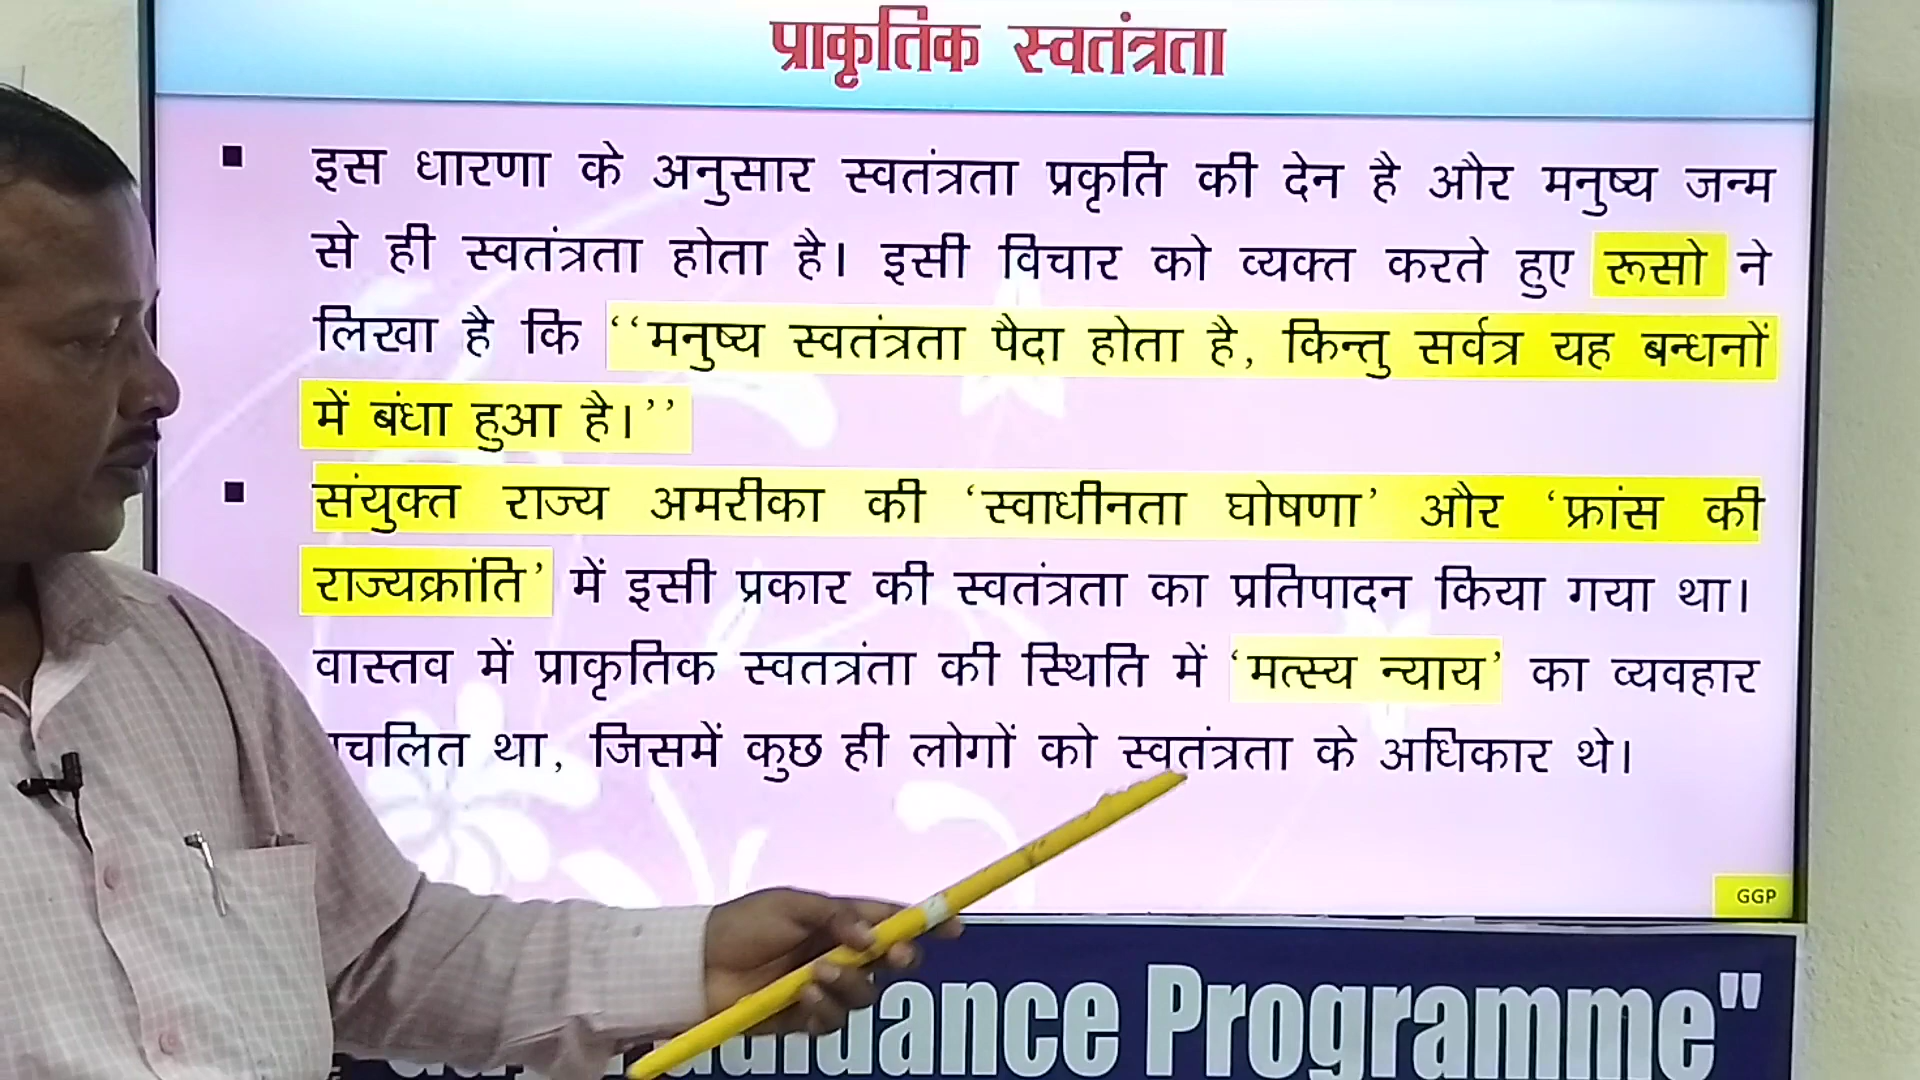 प्राकृतिक स्वतंत्रता
▪ इस धारणा के अनुसार स्वतंत्रता प्रकृति की देन है और मनुष्य जन्म
से ही स्वतंत्रता होता है। इसी विचार को व्यक्त करते हुए रूसो ने
लिखा है कि ‘‘मनुष्य स्वतंत्रता पैदा होता है, किन्तु सर्वत्र यह बन्धनों
में बंधा हुआ है।’’
▪ संयुक्त राज्य अमरीका की ‘स्वाधीनता घोषणा’ और ‘फ्रांस की
राज्यक्रांति’ में इसी प्रकार की स्वतंत्रता का प्रतिपादन किया गया था।
वास्तव में प्राकृतिक स्वतत्रंता की स्थिति में ‘मत्स्य न्याय’ का व्यवहार
था, जिसमें कुछ ही लोगों को स्वतंत्रता के अधिकार थे।
GGP
Programme"